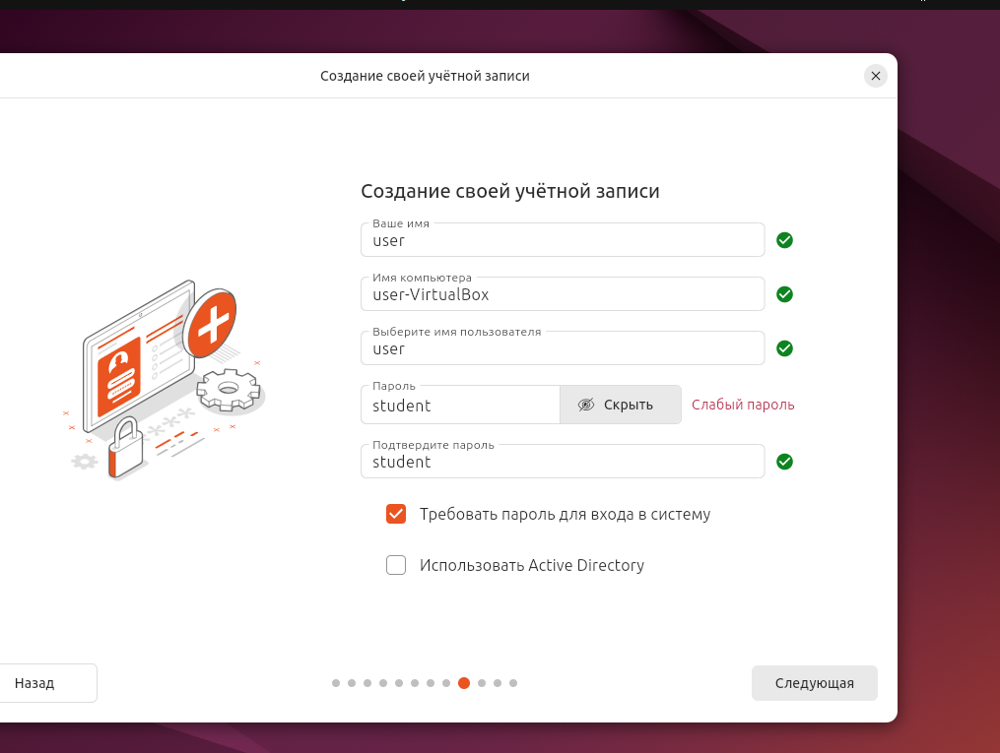 Создание своей учётной записи
Создание своей учётной записи
Ваше имя
user
Имя компьютера
user-VirtualBox
Выберите имя пользователя
user
Пароль
student
Скрыть
Слабый пароль
Подтвердите пароль
student
Требовать пароль для входа в систему
Использовать Active Directory
Назад
Следующая